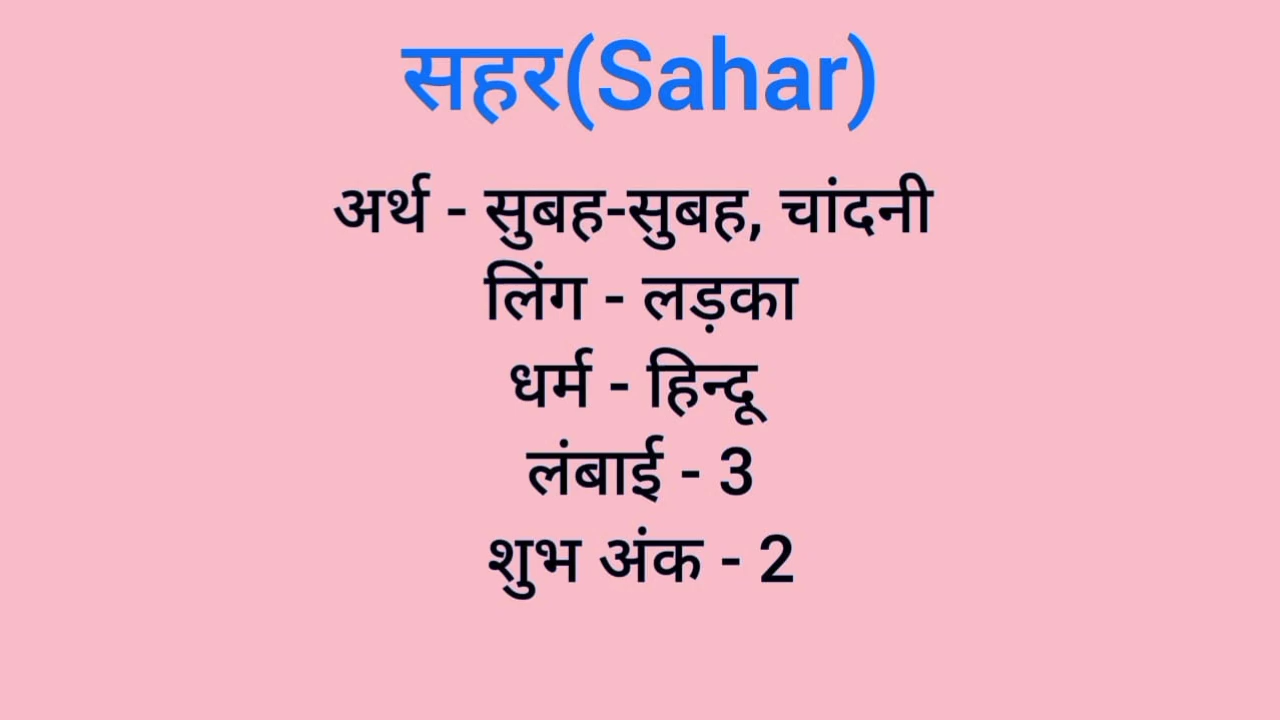 सहर(Sahar)
अर्थ - सुबह-सुबह, चांदनी
लिंग - लड़का
धर्म - हिन्दू
लंबाई - 3
शुभ अंक - 2